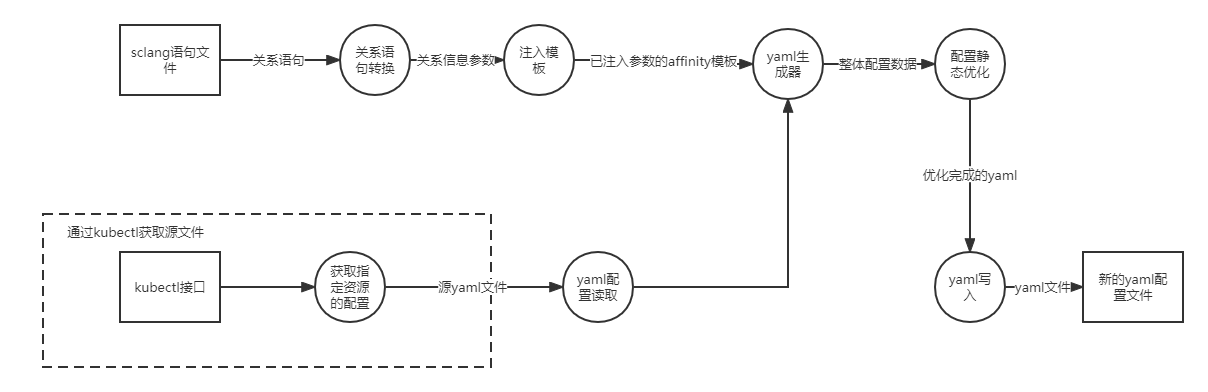 sclang语句文
件
关系语句
关系语
句转换
关系信息参数
注入模
板
已注入参数的affinity模板
yaml生
成器
整体配置数据
配置静
态优化
优化完成的yaml
通过kubectl获取源文件
kubectl接口
获取指
定资源
的配置
源yaml文件
yaml配
置读取
yaml写
入
yaml文件
新的yaml配
置文件